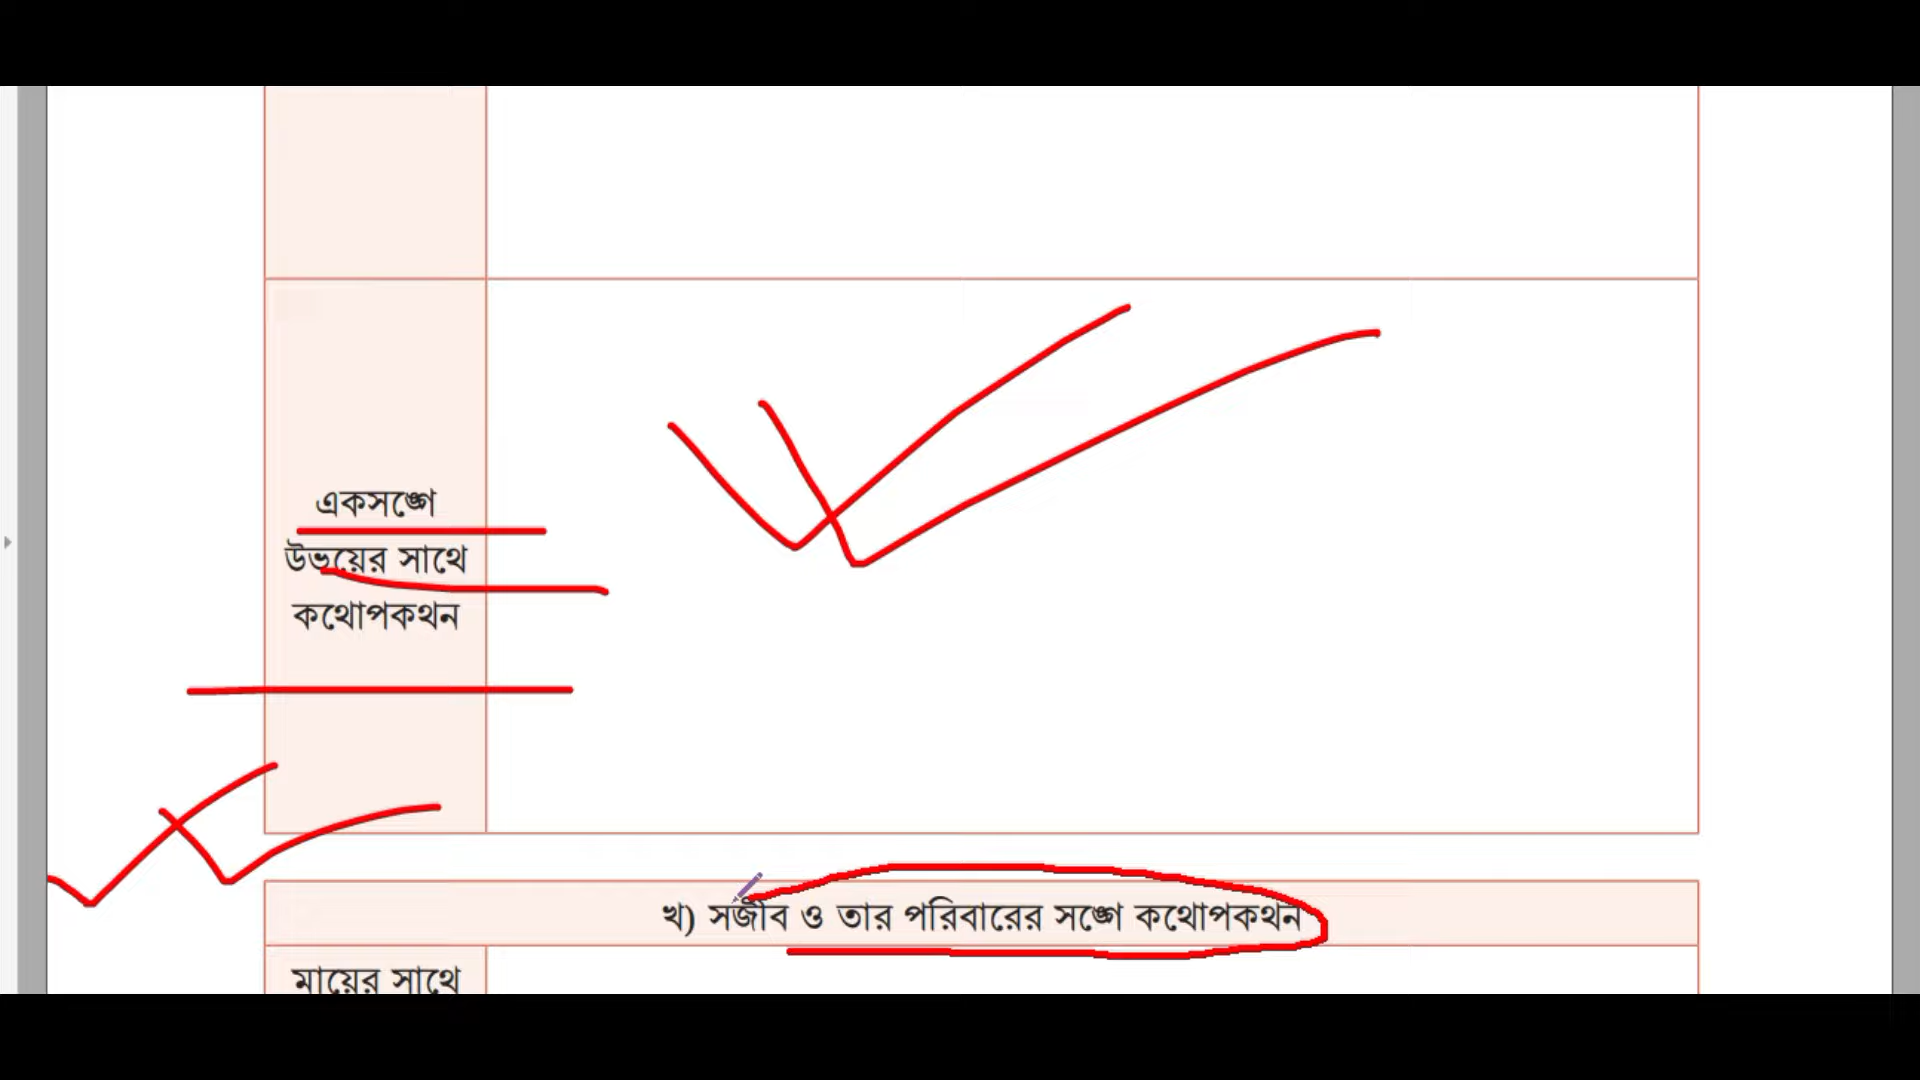 একসঙ্গে
উভয়ের সাথে
কথোপকথন
খ) সজীব ও তার পরিবারের সঙ্গে কথোপকথন
মায়ের সাথে